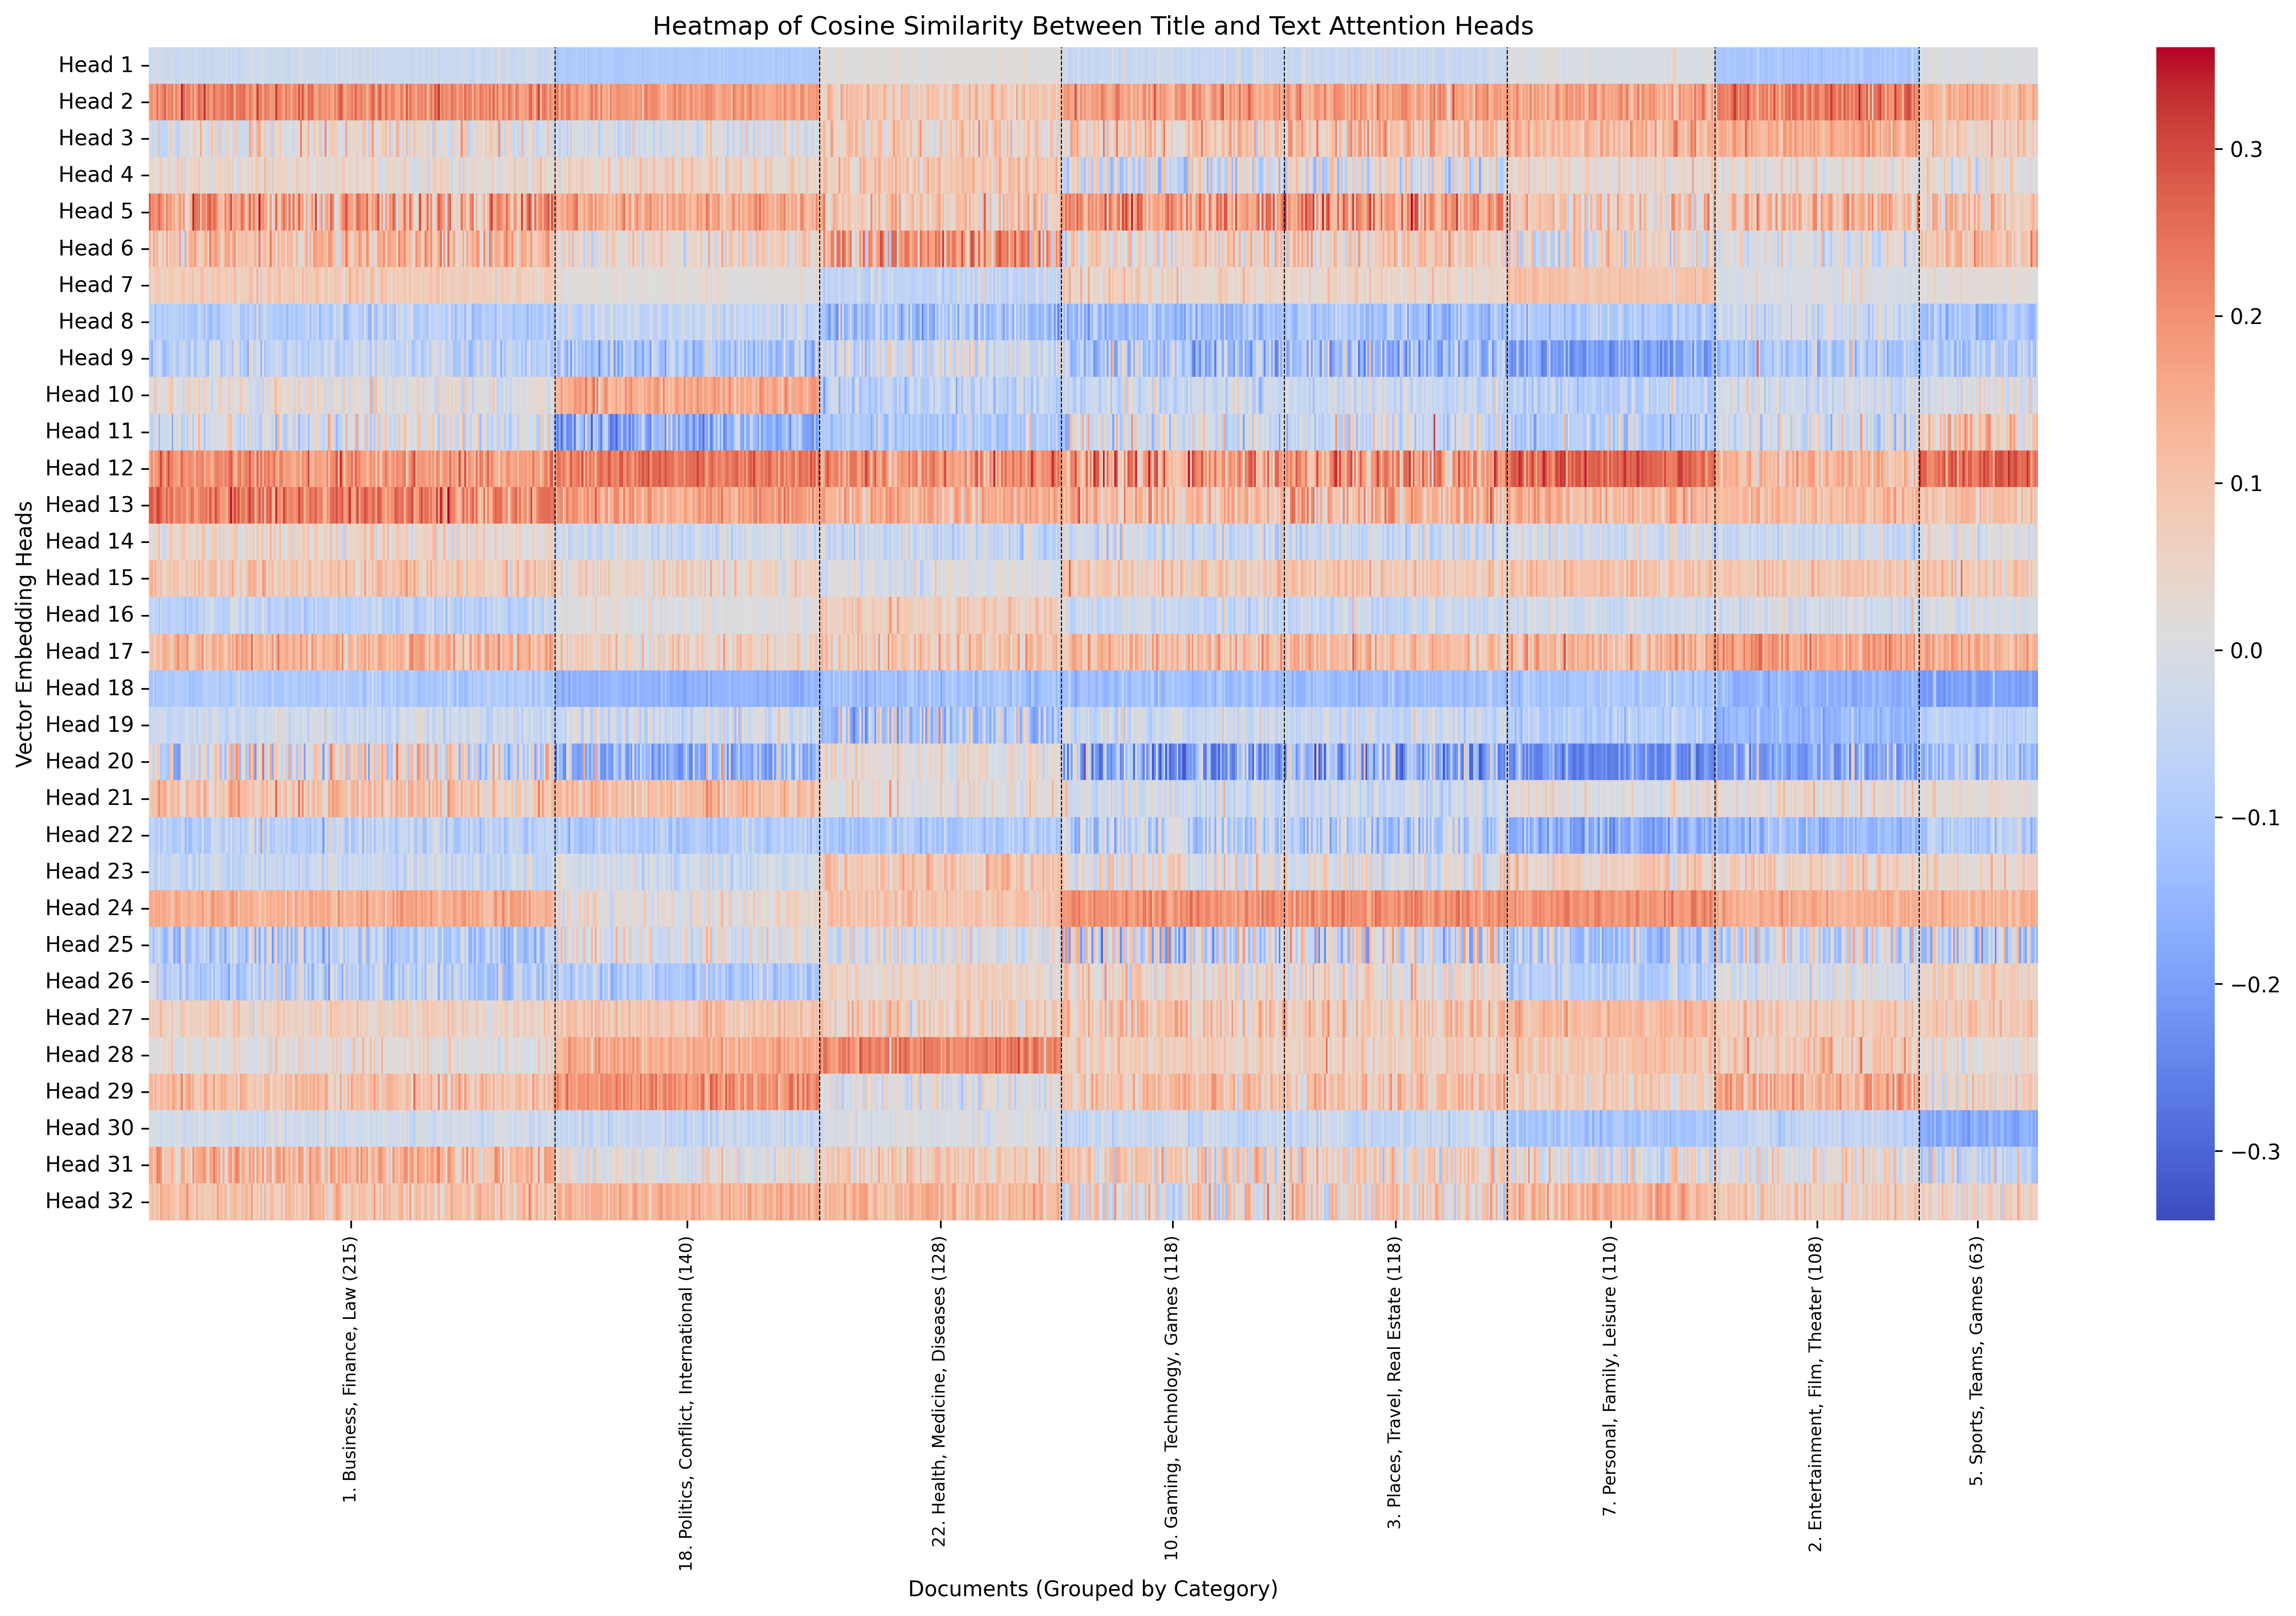 Heatmap of Cosine Similarity Between Title and Text Attention Heads
Vector Embedding Heads
Head 1
Head 2
Head 3
Head 4
Head 5
Head 6
Head 7
Head 8
Head 9
Head 10
Head 11
Head 12
Head 13
Head 14
Head 15
Head 16
Head 17
Head 18
Head 19
Head 20
Head 21
Head 22
Head 23
Head 24
Head 25
Head 26
Head 27
Head 28
Head 29
Head 30
Head 31
Head 32
1. Business, Finance, Law (215)
18. Politics, Conflict, International (140)
22. Health, Medicine, Diseases (128)
10. Gaming, Technology, Games (118)
3. Places, Travel, Real Estate (118)
7. Personal, Family, Leisure (110)
2. Entertainment, Film, Theater (108)
5. Sports, Teams, Games (63)
Documents (Grouped by Category)
0.3
0.2
0.1
0.0
−0.1
−0.2
−0.3